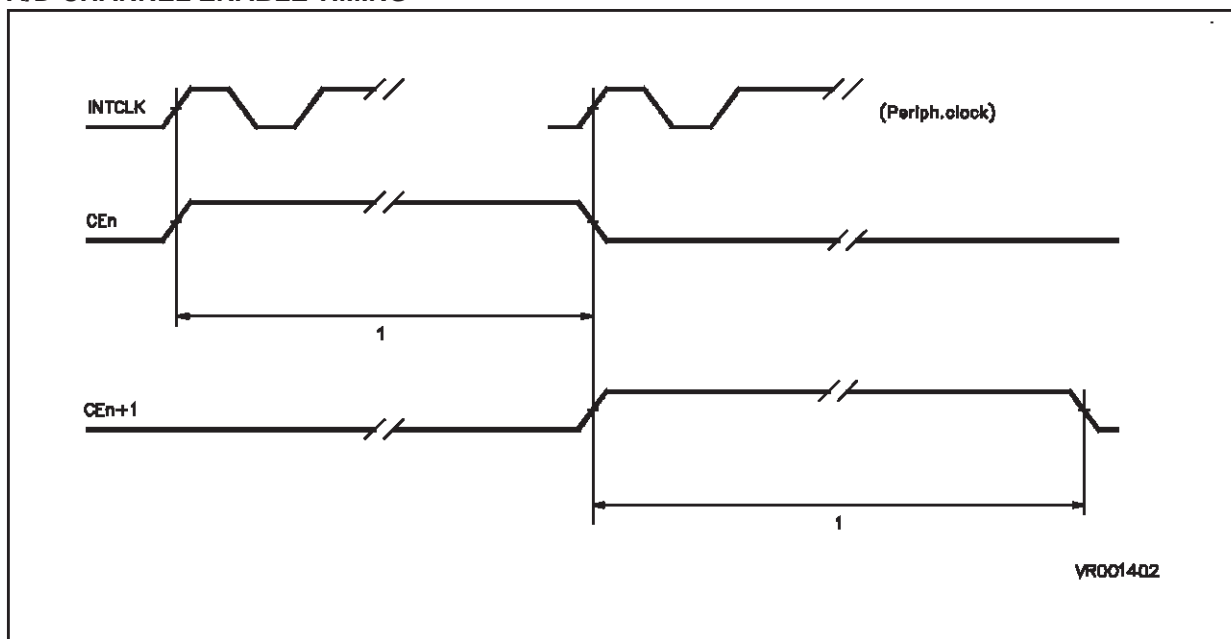 INTCLK
(Periph.clock)
CEn
1
CEn+1
1
VR001402